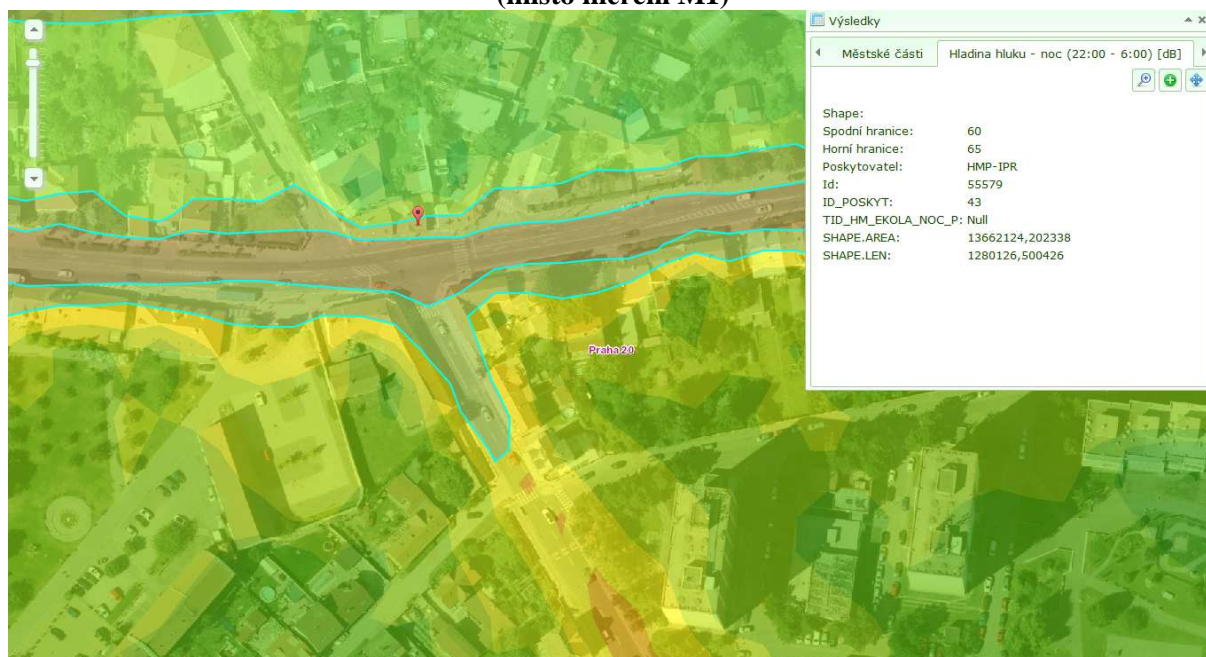 (místo měření M1)
Výsledky
Městské části
Hladina hluku - noc (22:00 - 6:00) [dB]
Shape:
Spodní hranice: 60
Horní hranice: 65
Poskytovatel: HMP-IPR
Id: 55579
ID_POSKYT: 43
TID_HM_EKOLA_NOC_P: Null
SHAPE.AREA: 13662124,202338
SHAPE.LEN: 1280126,500426
Praha 20